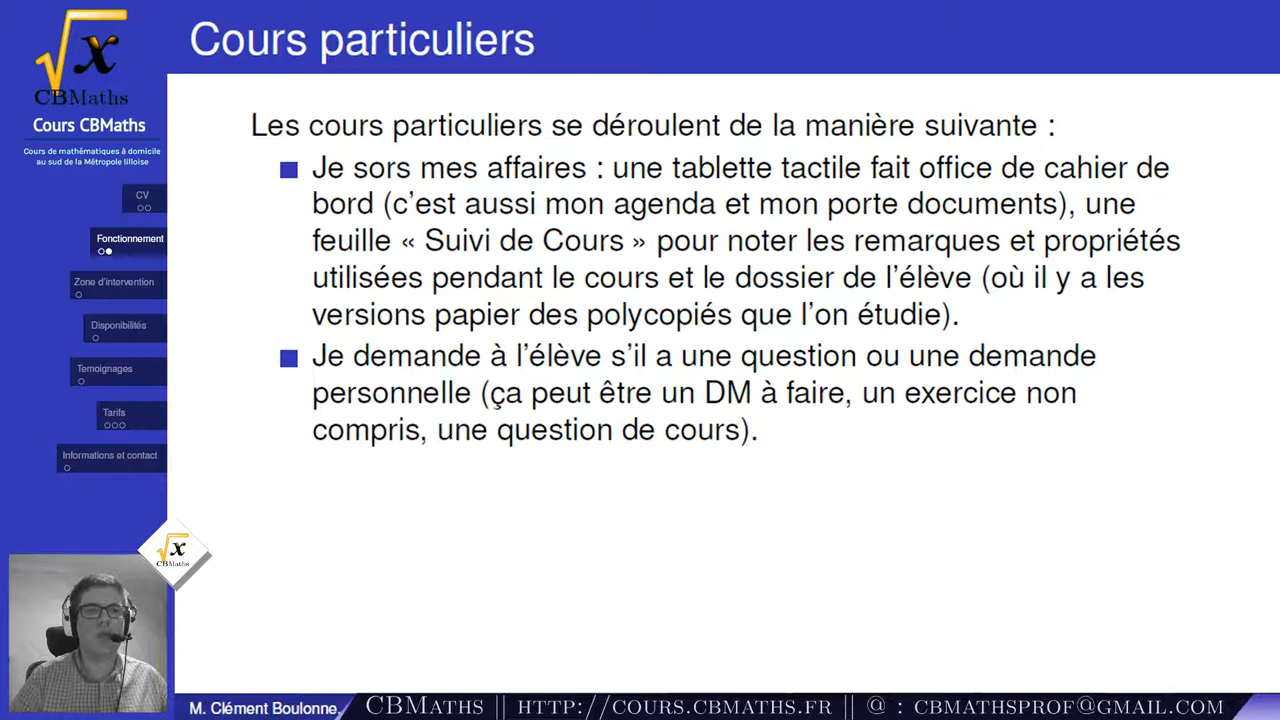 Cours particuliers
x
CBMaths
Cours CBMaths
Cours de mathématiques à domicile
au sud de la Métropole lilloise
CV
Fonctionnement
Zone d'intervention
Disponibilités
Temoignages
Tarifs
Informations et contact
Les cours particuliers se déroulent de la manière suivante :
Je sors mes affaires : une tablette tactile fait office de cahier de
bord (c'est aussi mon agenda et mon porte documents), une
feuille « Suivi de Cours » pour noter les remarques et propriétés
utilisées pendant le cours et le dossier de l'élève (où il y a les
versions papier des polycopiés que l'on étudie).
Je demande à l'élève s'il a une question ou une demande
personnelle (ça peut être un DM à faire, un exercice non
compris, une question de cours).
x
CBMaths
M. Clément Boulonne,
CBMATHS || HTTP://COURS.CBMATHS.FR || @ : CBMATHSPROF@GMAIL.COM